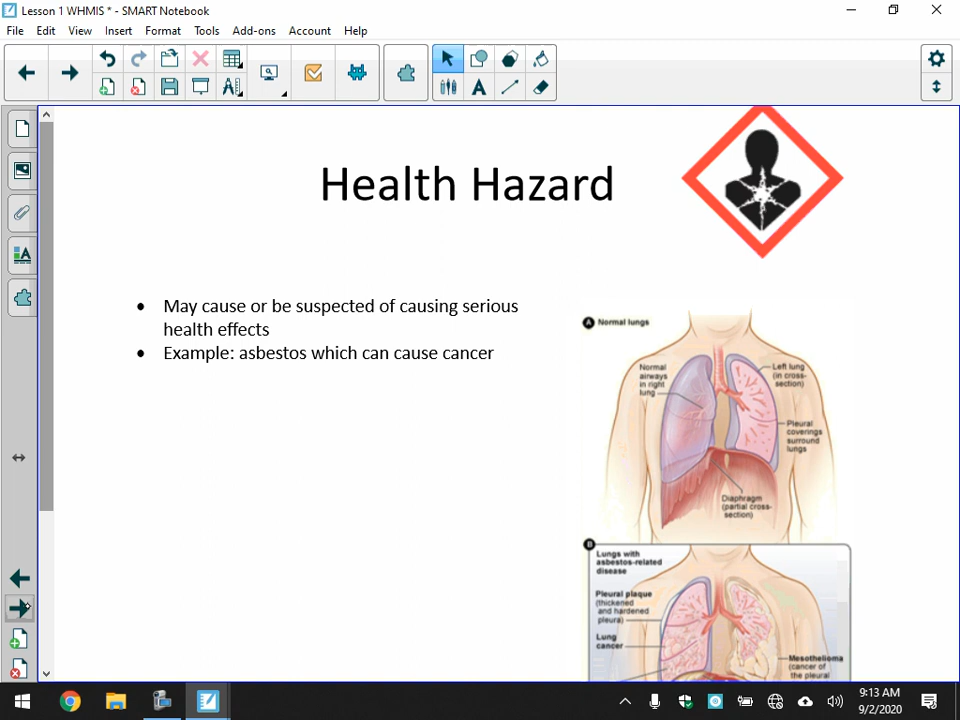 Lesson 1 WHMIS * - SMART Notebook
File Edit View Insert Format Tools Add-ons Account Help
Health Hazard
• May cause or be suspected of causing serious
health effects
• Example: asbestos which can cause cancer
A Normal lungs
Normal
airways
in right
lung
Left lung
(in cross-
section)
Pleural
coverings
surround
lungs
Diaphragm
(partial cross-
section)
B
Lungs with
asbestos-related
disease
Pleural plaque
(thickened
and hardened
pleura)
Lung
cancer
Mesothelioma
(cancer of
the pleural
9:13 AM
9/2/2020